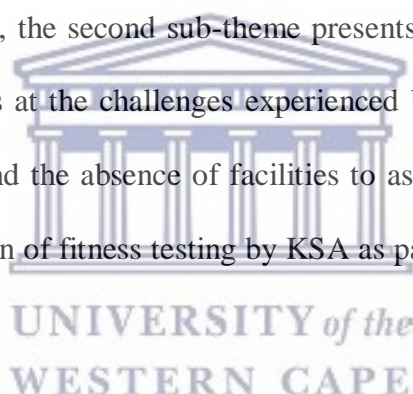 , the second sub-theme presents
s at the challenges experienced
nd the absence of facilities to as
n of fitness testing by KSA as pa
UNIVERSITY of the
WESTERN CAPE